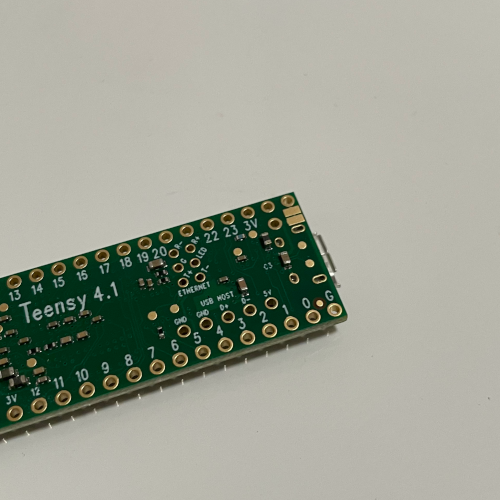 13 14 15 16 17 18 19 20 22 23 3V
R- R+
G LED
T+ T-
ETHERNET
Teensy 4.1
C3
USB HOST 5V
GND GND D+ D-
3V 12 11 10 9 8 7 6 5 4 3 2 1 0 G